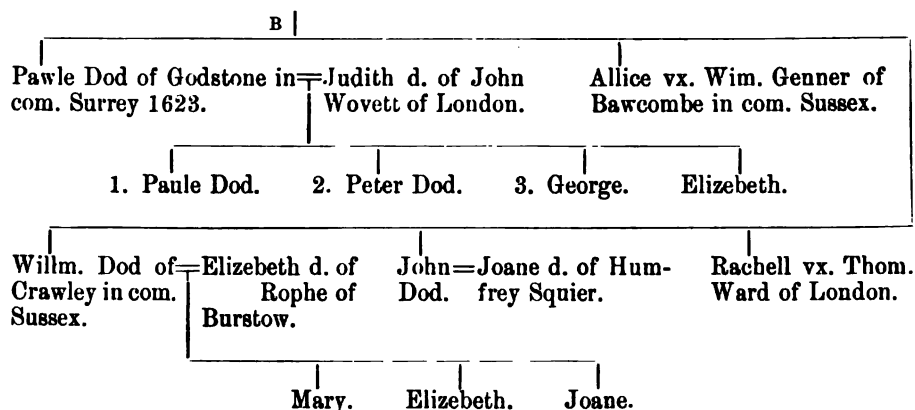 B
Pawle Dod of Godstone in=Judith d. of John
com. Surrey 1623. Wovett of London.
Allice vx. Wim. Genner of
Bawcombe in com. Sussex.
1. Paule Dod. 2. Peter Dod. 3. George. Elizebeth.
Willm. Dod of=Elizebeth d. of
Crawley in com. Rophe of
Sussex. Burstow.
John=Joane d. of Hum-
Dod. frey Squier.
Rachell vx. Thom.
Ward of London.
Mary. Elizebeth. Joane.